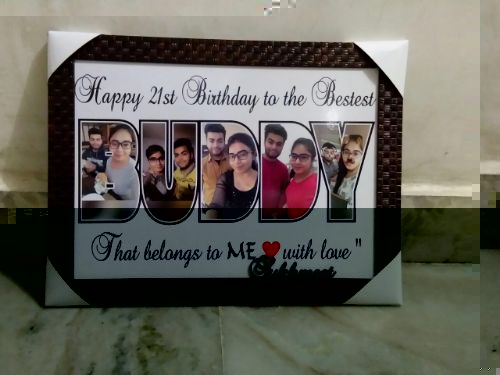 Happy 21st Birthday to the Bestest
BUDDY
That belongs to ME ❤ with love "